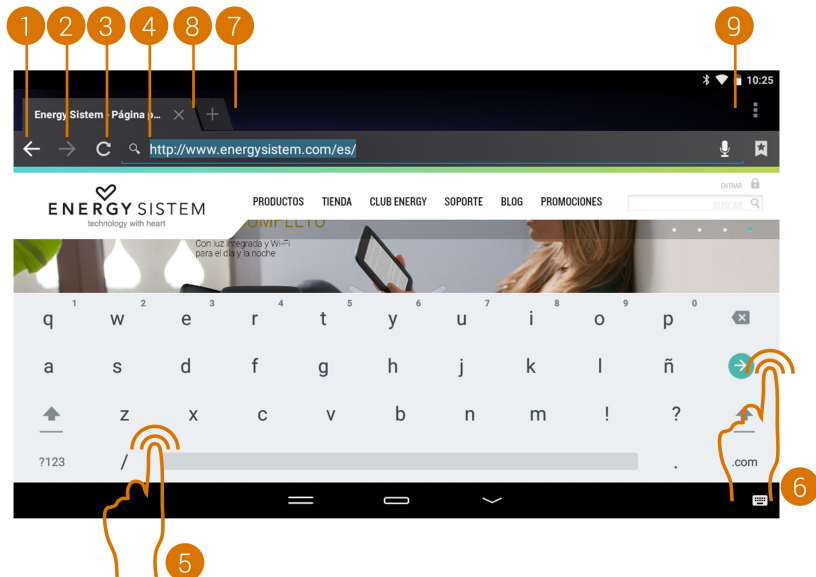 1 2 3 4 8 7 9
10:25
Energy Sistem - Página p...
http://www.energysistem.com/es/
ENTRAR
ENERGY SISTEM
technology with heart
PRODUCTOS TIENDA CLUB ENERGY SOPORTE BLOG PROMOCIONES
BUSCAR
COMPLETO
Con luz integrada y Wi-Fi
para el día y la noche
1 2 3 4 5 6 7 8 9 0
q w e r t y u i o p
a s d f g h j k l ñ
z x c v b n m ! ?
?123 / . .com
6
5